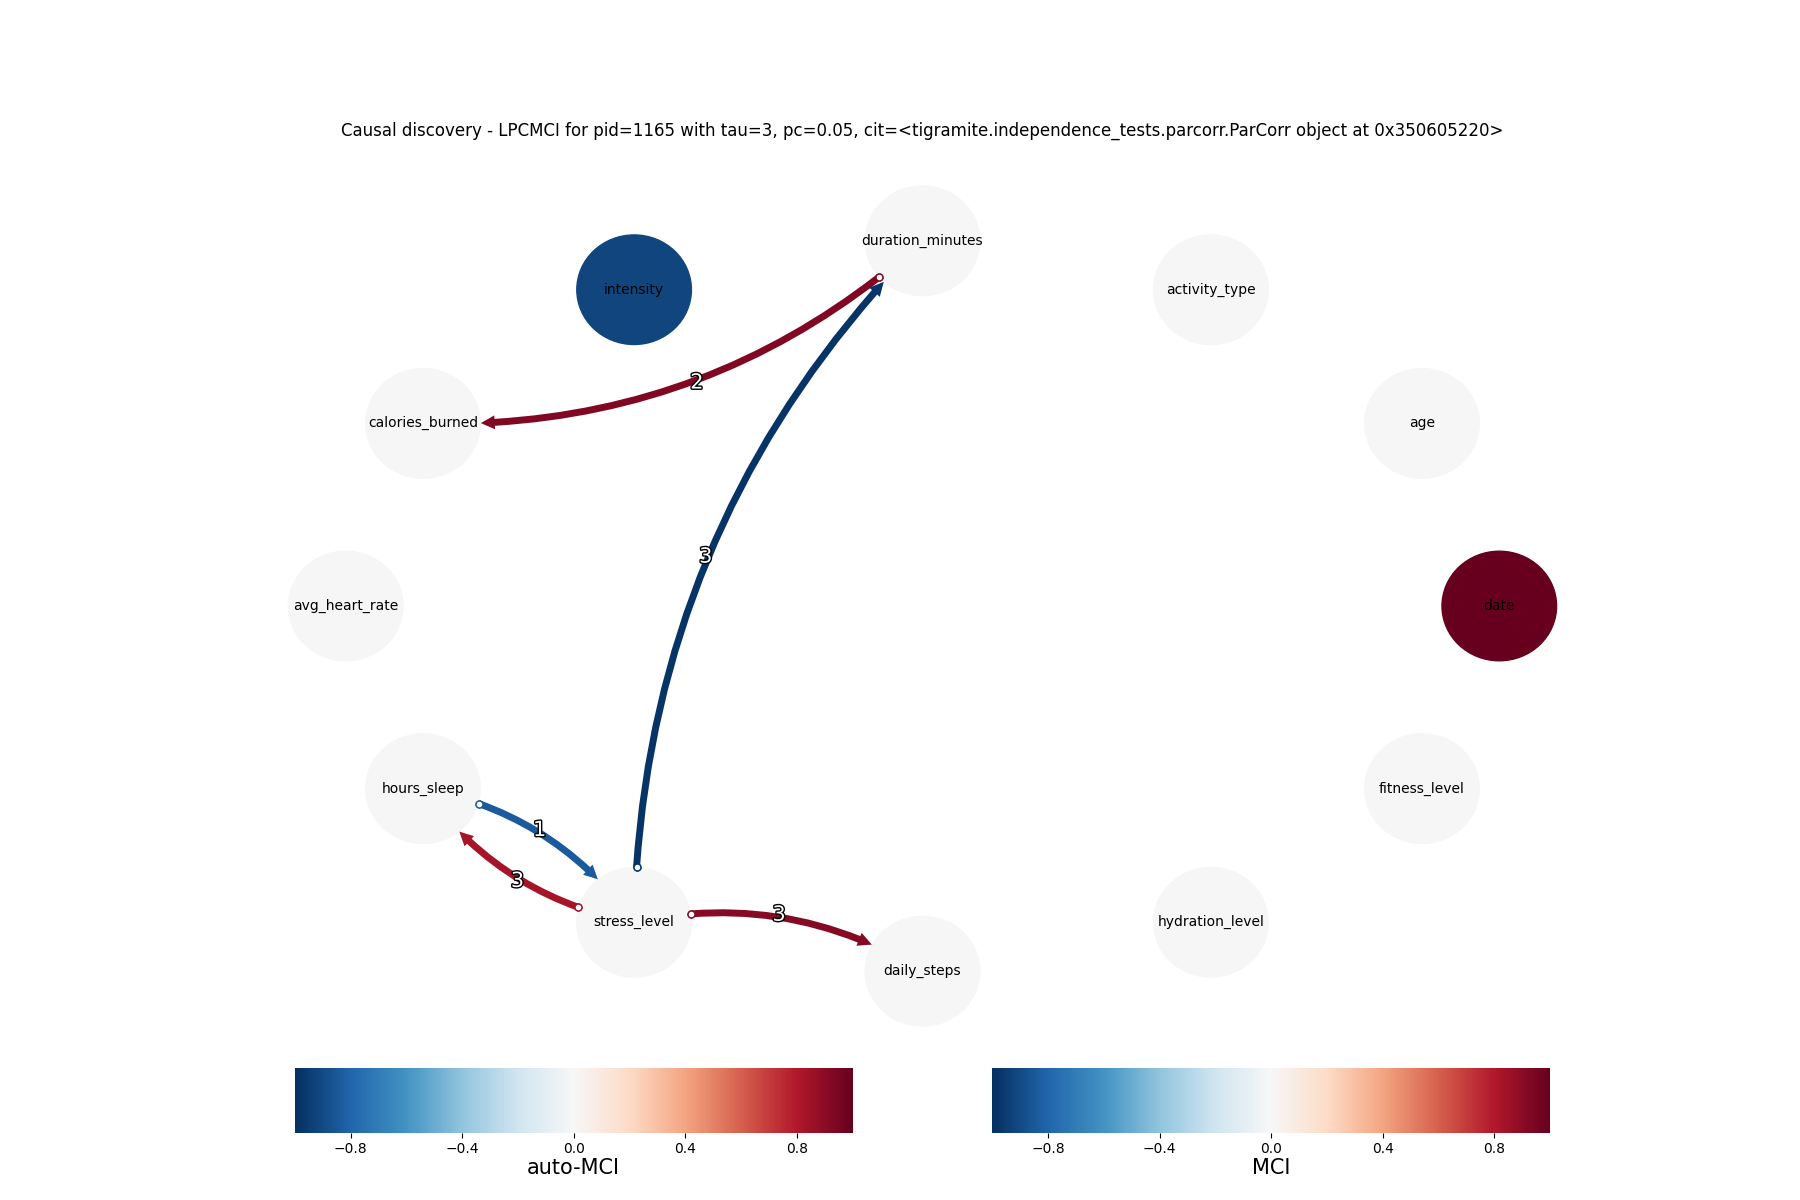 Causal discovery - LPCMCI for pid=1165 with tau=3, pc=0.05, cit=<tigramite.independence_tests.parcorr.ParCorr object at 0x350605220>
duration_minutes
intensity
activity_type
2
calories_burned
age
3
avg_heart_rate
date
hours_sleep
fitness_level
1
3
3
stress_level
hydration_level
daily_steps
−0.8 −0.4 0.0 0.4 0.8
auto-MCI
−0.8 −0.4 0.0 0.4 0.8
MCI